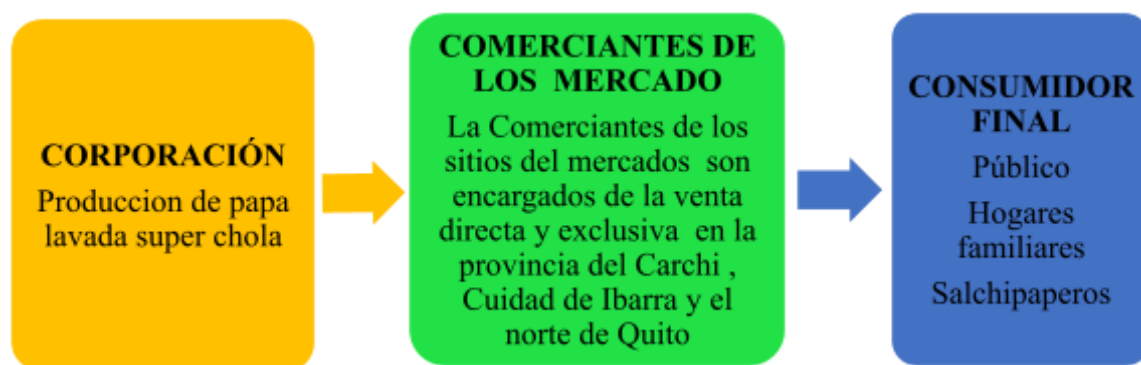 CORPORACIÓN
Produccion de papa
lavada super chola
COMERCIANTES DE
LOS MERCADO
La Comerciantes de los
sitios del mercados son
encargados de la venta
directa y exclusiva en la
provincia del Carchi ,
Cuidad de Ibarra y el
norte de Quito
CONSUMIDOR
FINAL
Público
Hogares
familiares
Salchipaperos